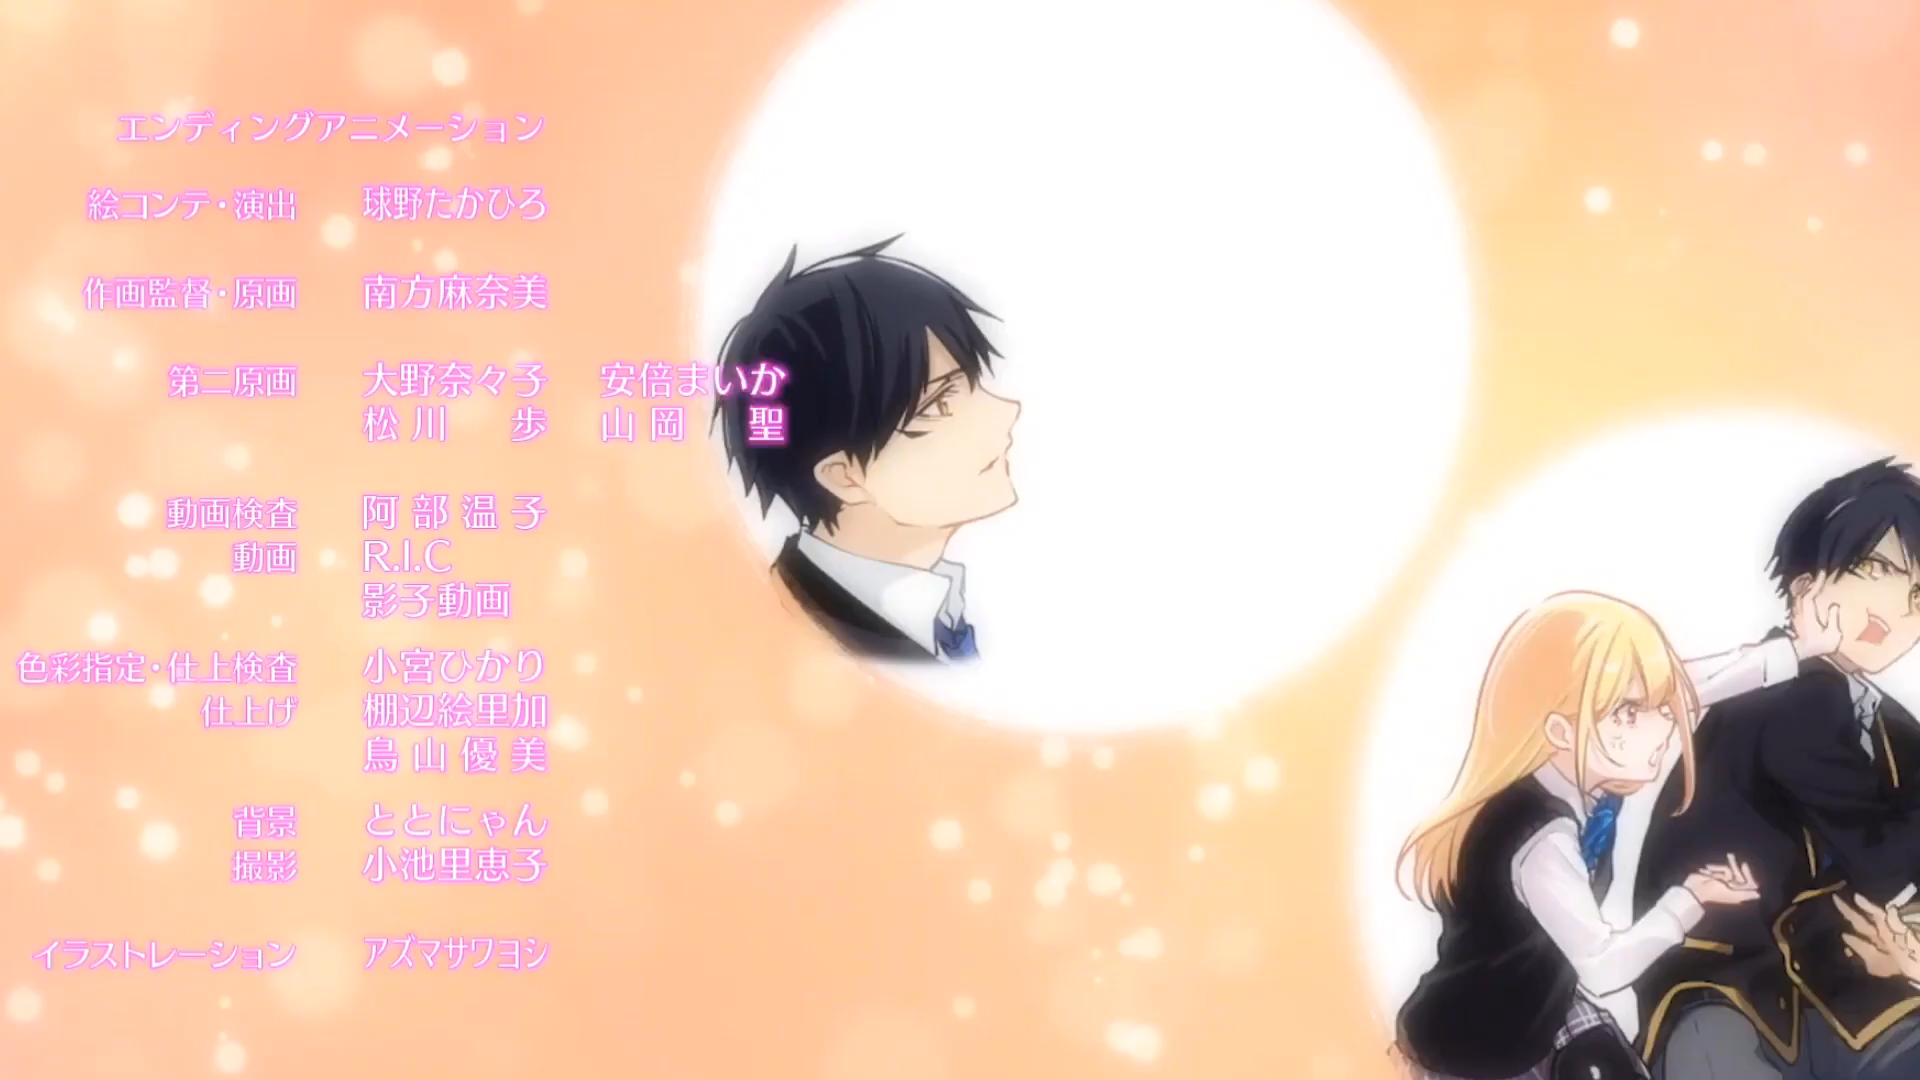 エンディングアニメーション
絵コンテ・演出 球野たかひろ
作画監督・原画 南方麻奈美
第二原画 大野奈々子 安倍まいか
松川 歩 山岡 聖
動画検査 阿部温子
動画 R.I.C
影子動画
色彩指定・仕上検査 小宮ひかり
仕上げ 棚辺絵里加
鳥山優美
背景 ととにゃん
撮影 小池里恵子
イラストレーション アズマサワヨシ